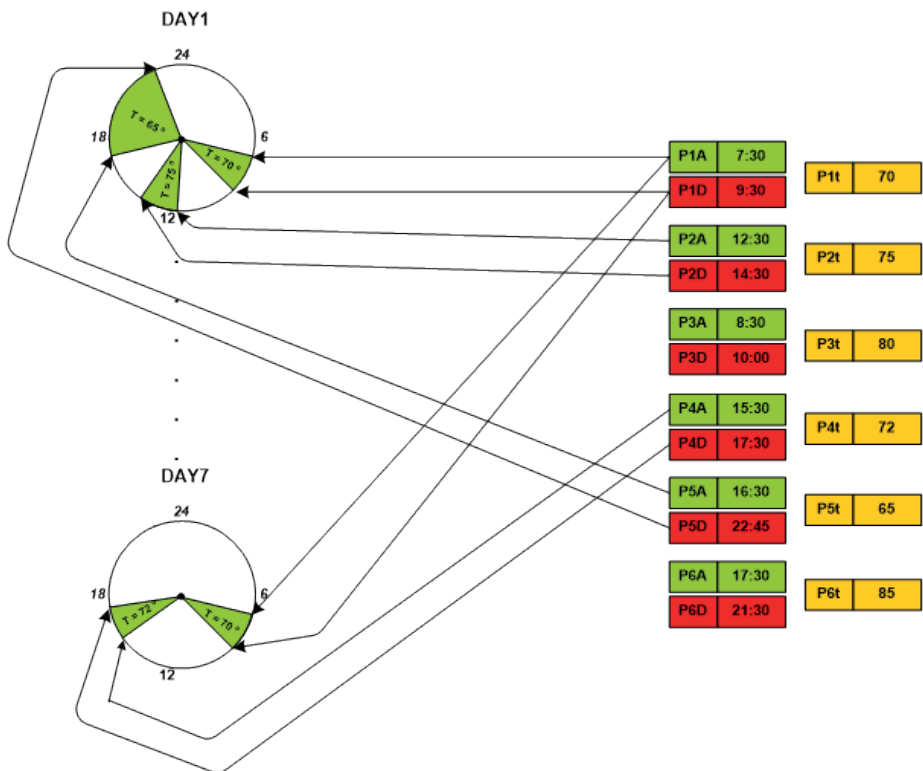 DAY1
24
18
6
12
T = 65 °
T = 75 °
T = 70 °
P1A 7:30
P1D 9:30
P1t 70
P2A 12:30
P2D 14:30
P2t 75
P3A 8:30
P3D 10:00
P3t 80
P4A 15:30
P4D 17:30
P4t 72
P5A 16:30
P5D 22:45
P5t 65
P6A 17:30
P6D 21:30
P6t 85
DAY7
24
18
6
12
T = 72 °
T = 70 °